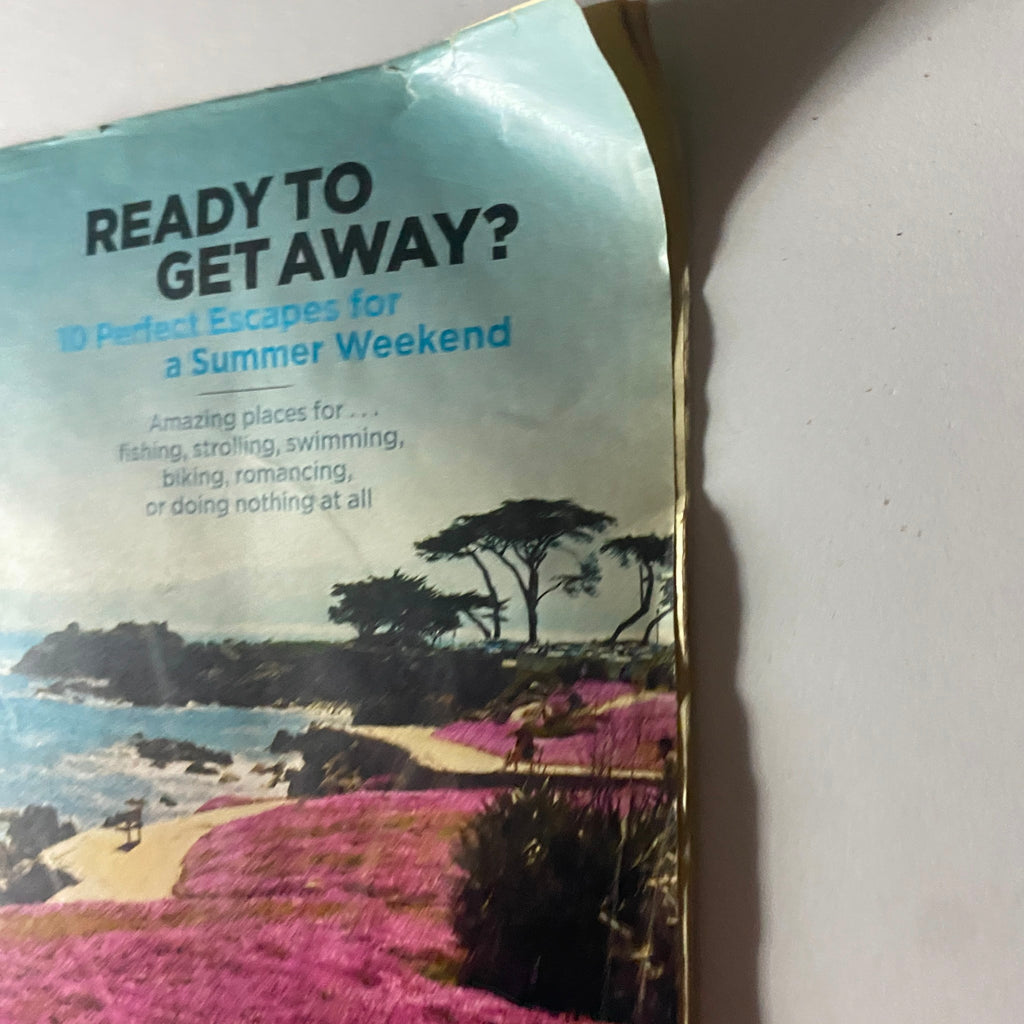 READY TO
GET AWAY?
10 Perfect Escapes for
a Summer Weekend
Amazing places for...
fishing, strolling, swimming,
biking, romancing,
or doing nothing at all